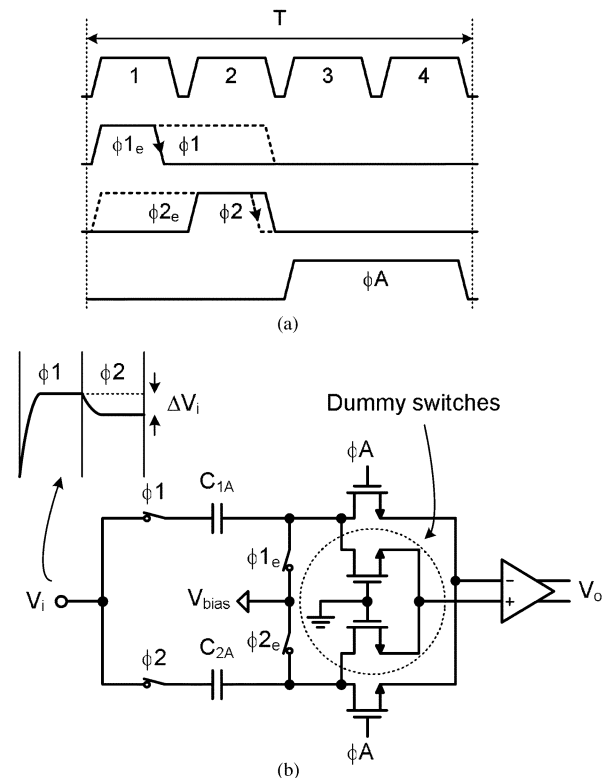 T
1 2 3 4
ϕ1e ϕ1
ϕ2e ϕ2
ϕA
(a)
ϕ1 ϕ2
ΔVi
Dummy switches
ϕA
ϕ1 C1A
ϕ1e
Vi Vbias − Vo
+
ϕ2e
ϕ2 C2A
ϕA
(b)